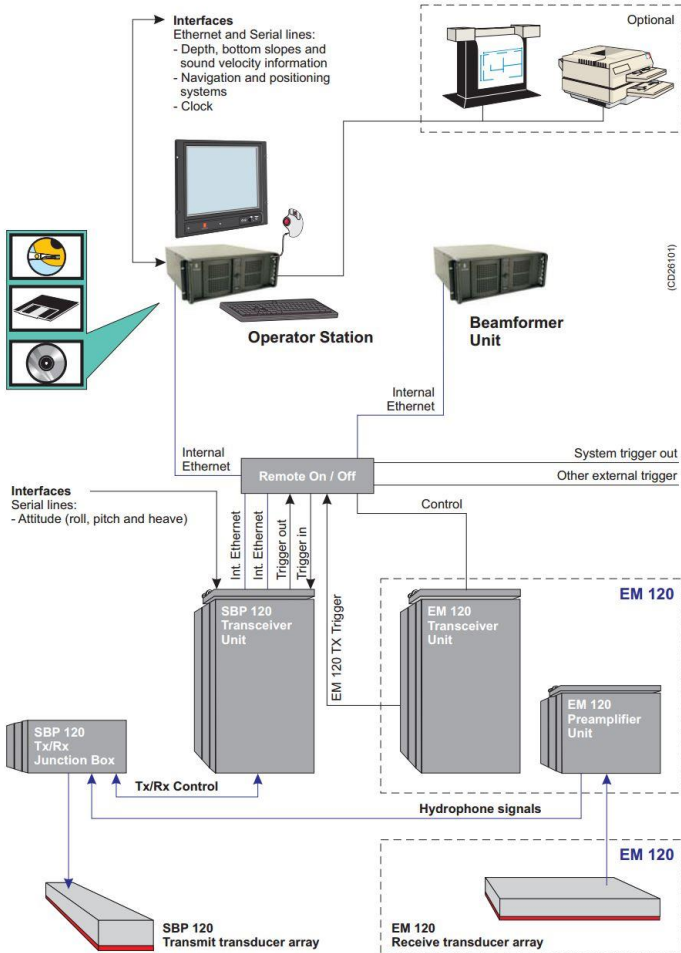 Interfaces
Ethernet and Serial lines:
- Depth, bottom slopes and
sound velocity information
- Navigation and positioning
systems
- Clock
Optional
(CD26101)
Operator Station
Beamformer
Unit
Internal
Ethernet
Internal
Ethernet
Remote On / Off
System trigger out
Other external trigger
Interfaces
Serial lines:
- Attitude (roll, pitch and heave)
Control
Int. Ethernet
Int. Ethernet
Trigger out
Trigger in
EM 120 TX Trigger
SBP 120
Transceiver
Unit
EM 120
EM 120
Transceiver
Unit
EM 120
Preamplifier
Unit
SBP 120
Tx/Rx
Junction Box
Tx/Rx Control
Hydrophone signals
EM 120
SBP 120
Transmit transducer array
EM 120
Receive transducer array